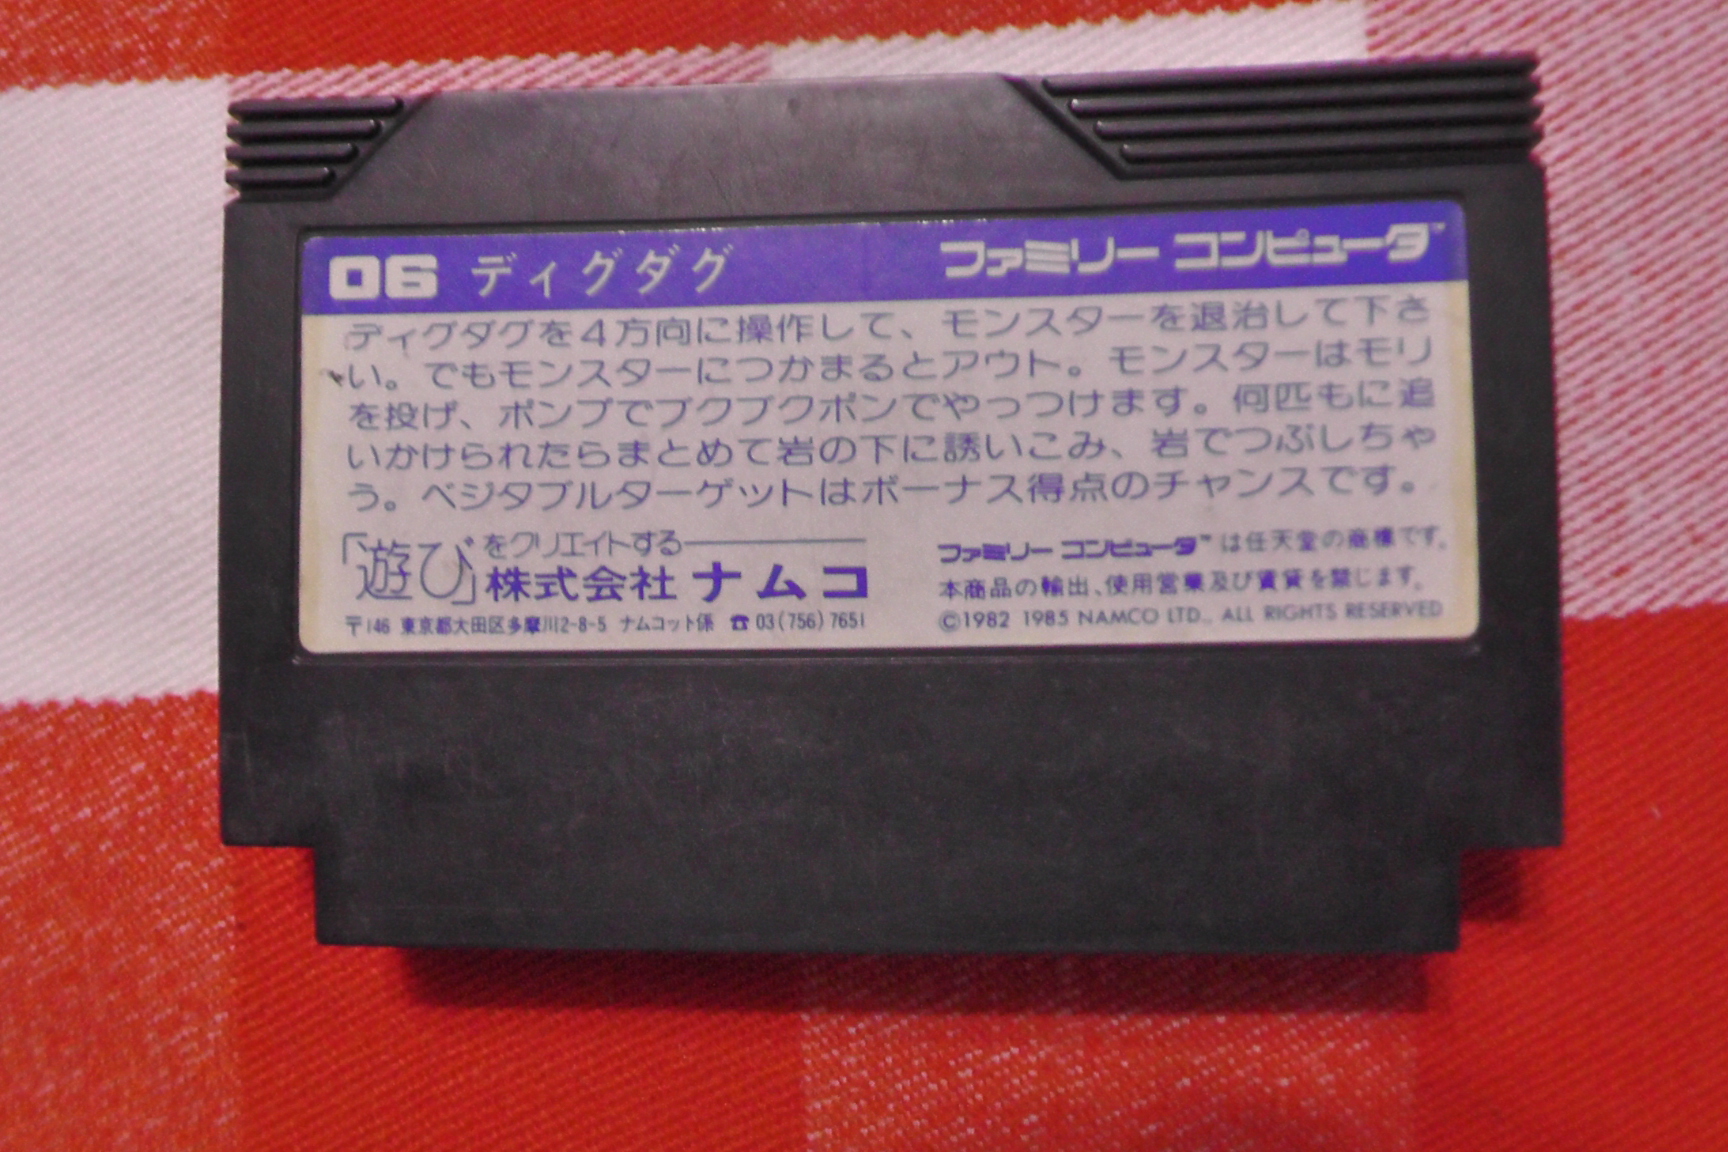 06 ディグダグ ファミリー コンピュータ™
ディグダグを4方向に操作して、モンスターを退治して下さ
い。でもモンスターにつかまるとアウト。モンスターはモリ
を投げ、ポンプでブクブクポンでやっつけます。何匹もに追
いかけられたらまとめて岩の下に誘いこみ、岩でつぶしちゃ
う。ベジタブルターゲットはボーナス得点のチャンスです。
「遊び」をクリエイトする
株式会社 ナムコ
〒146 東京都大田区多摩川2-8-5 ナムコット係 ☎03(756)7651
ファミリー コンピュータ™は任天堂の商標です。
本商品の輸出、使用営業及び賃貸を禁じます。
©1982 1985 NAMCO LTD., ALL RIGHTS RESERVED